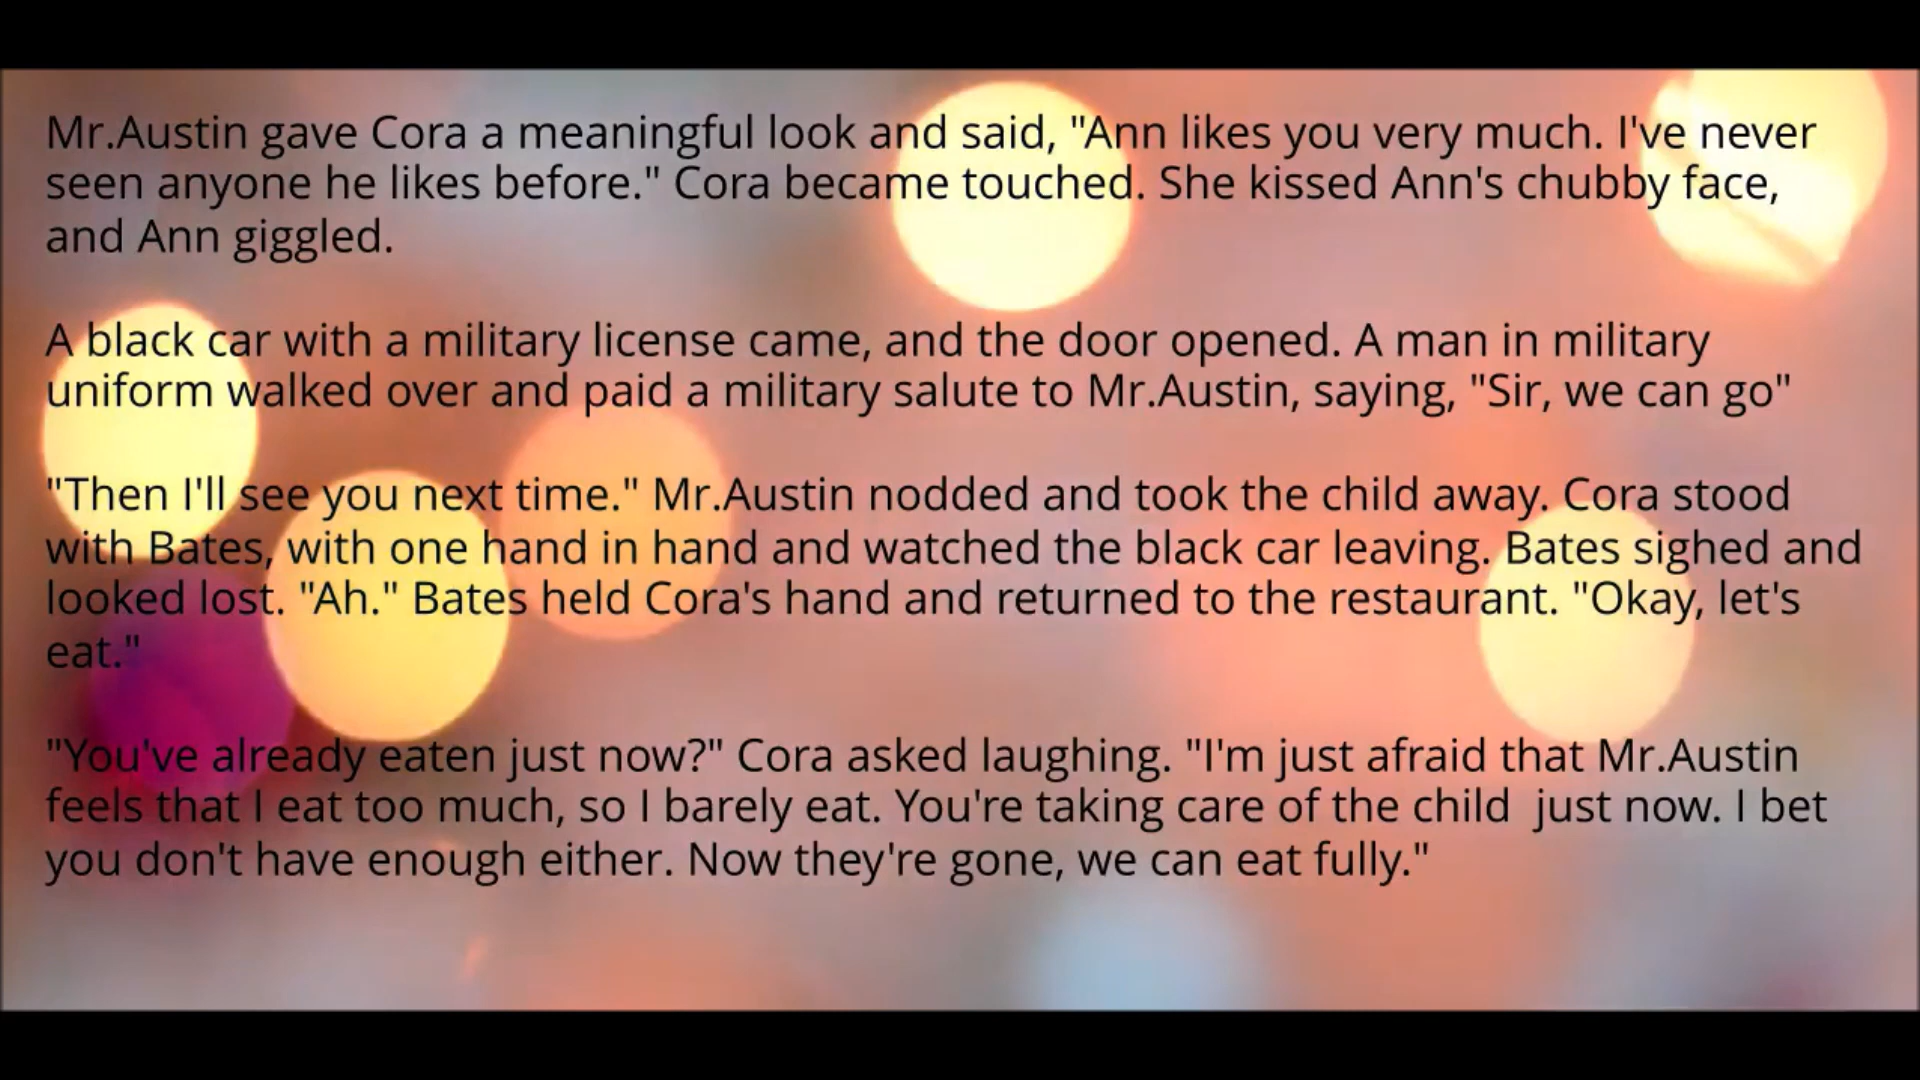 Mr.Austin gave Cora a meaningful look and said, "Ann likes you very much. I've never
seen anyone he likes before." Cora became touched. She kissed Ann's chubby face,
and Ann giggled.
A black car with a military license came, and the door opened. A man in military
uniform walked over and paid a military salute to Mr.Austin, saying, "Sir, we can go"
"Then I'll see you next time." Mr.Austin nodded and took the child away. Cora stood
with Bates, with one hand in hand and watched the black car leaving. Bates sighed and
looked lost. "Ah." Bates held Cora's hand and returned to the restaurant. "Okay, let's
eat."
"You've already eaten just now?" Cora asked laughing. "I'm just afraid that Mr.Austin
feels that I eat too much, so I barely eat. You're taking care of the child  just now. I bet
you don't have enough either. Now they're gone, we can eat fully."